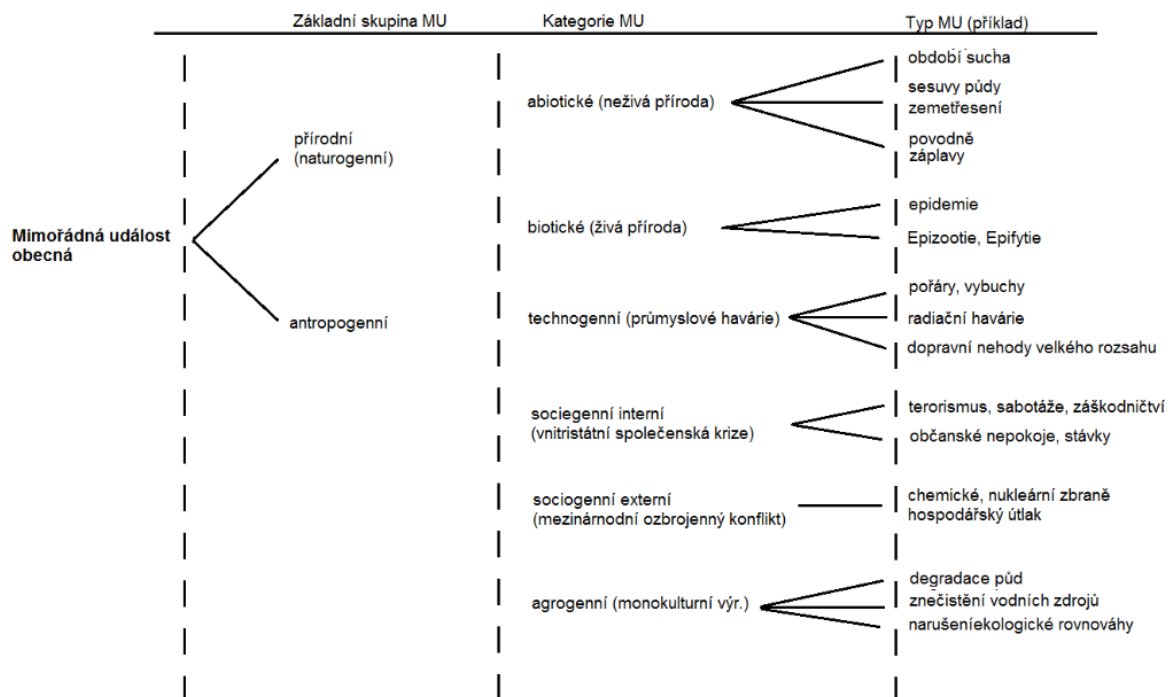 Základní skupina MU
Kategorie MU
Typ MU (příklad)
období sucha
abiotické (neživá příroda)
sesuvy půdy
zemetřesení
povodně
záplavy
přírodní
(naturogenní)
Mimořádná událost
obecná
biotické (živá příroda)
epidemie
Epizootie, Epifytie
antropogenní
technogenní (průmyslové havárie)
pořáry, vybuchy
radiační havárie
dopravní nehody velkého rozsahu
sociegenní interní
(vnitristátní společenská krize)
terorismus, sabotáže, záškodničtví
občanské nepokoje, stávky
sociogenní externí
(mezinárnodní ozbrojenný konflikt)
chemické, nukleární zbraně
hospodářský útlak
agrogenní (monokulturní výr.)
degradace půd
znečistění vodních zdrojů
narušeníekologické rovnováhy